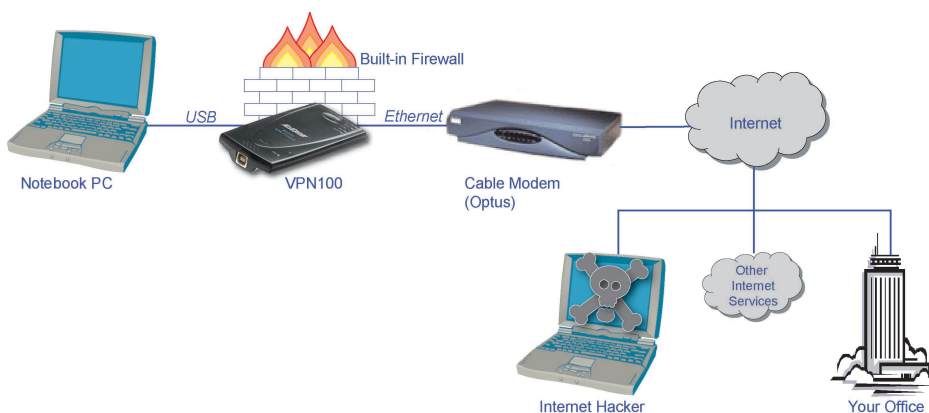 Built-in Firewall
USB
Ethernet
Internet
Notebook PC
VPN100
Cable Modem
(Optus)
Other
Internet
Services
Internet Hacker
Your Office